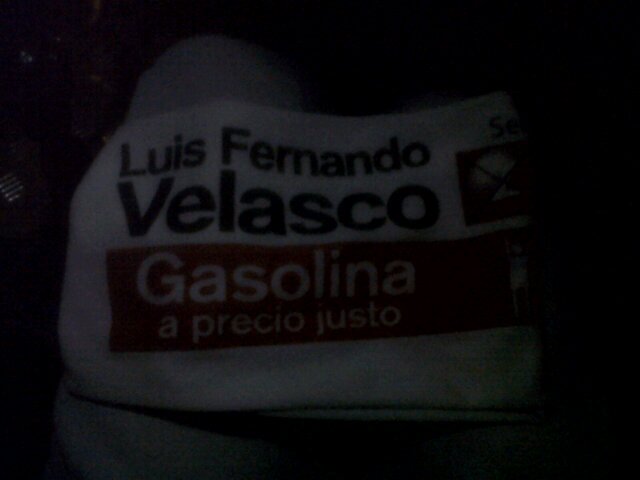 Luis Fernando
Velasco
Gasolina
a precio justo